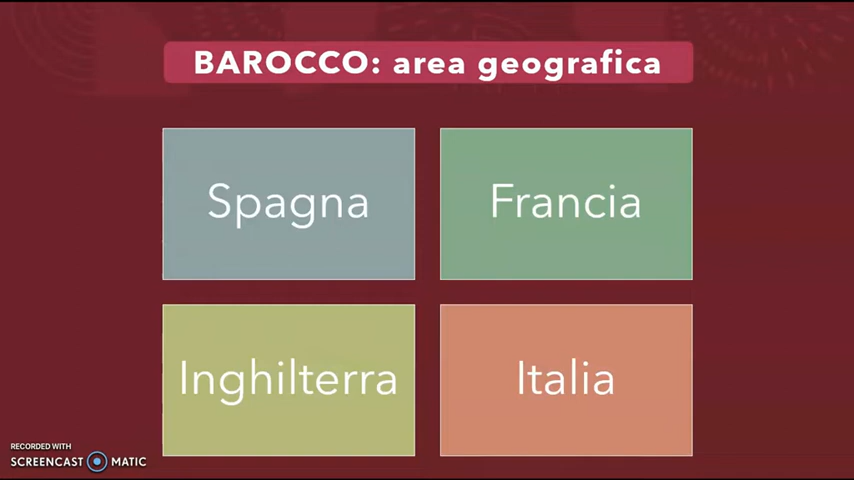 BAROCCO: area geografica
Spagna
Francia
Inghilterra
Italia
RECORDED WITH
SCREENCAST MATIC